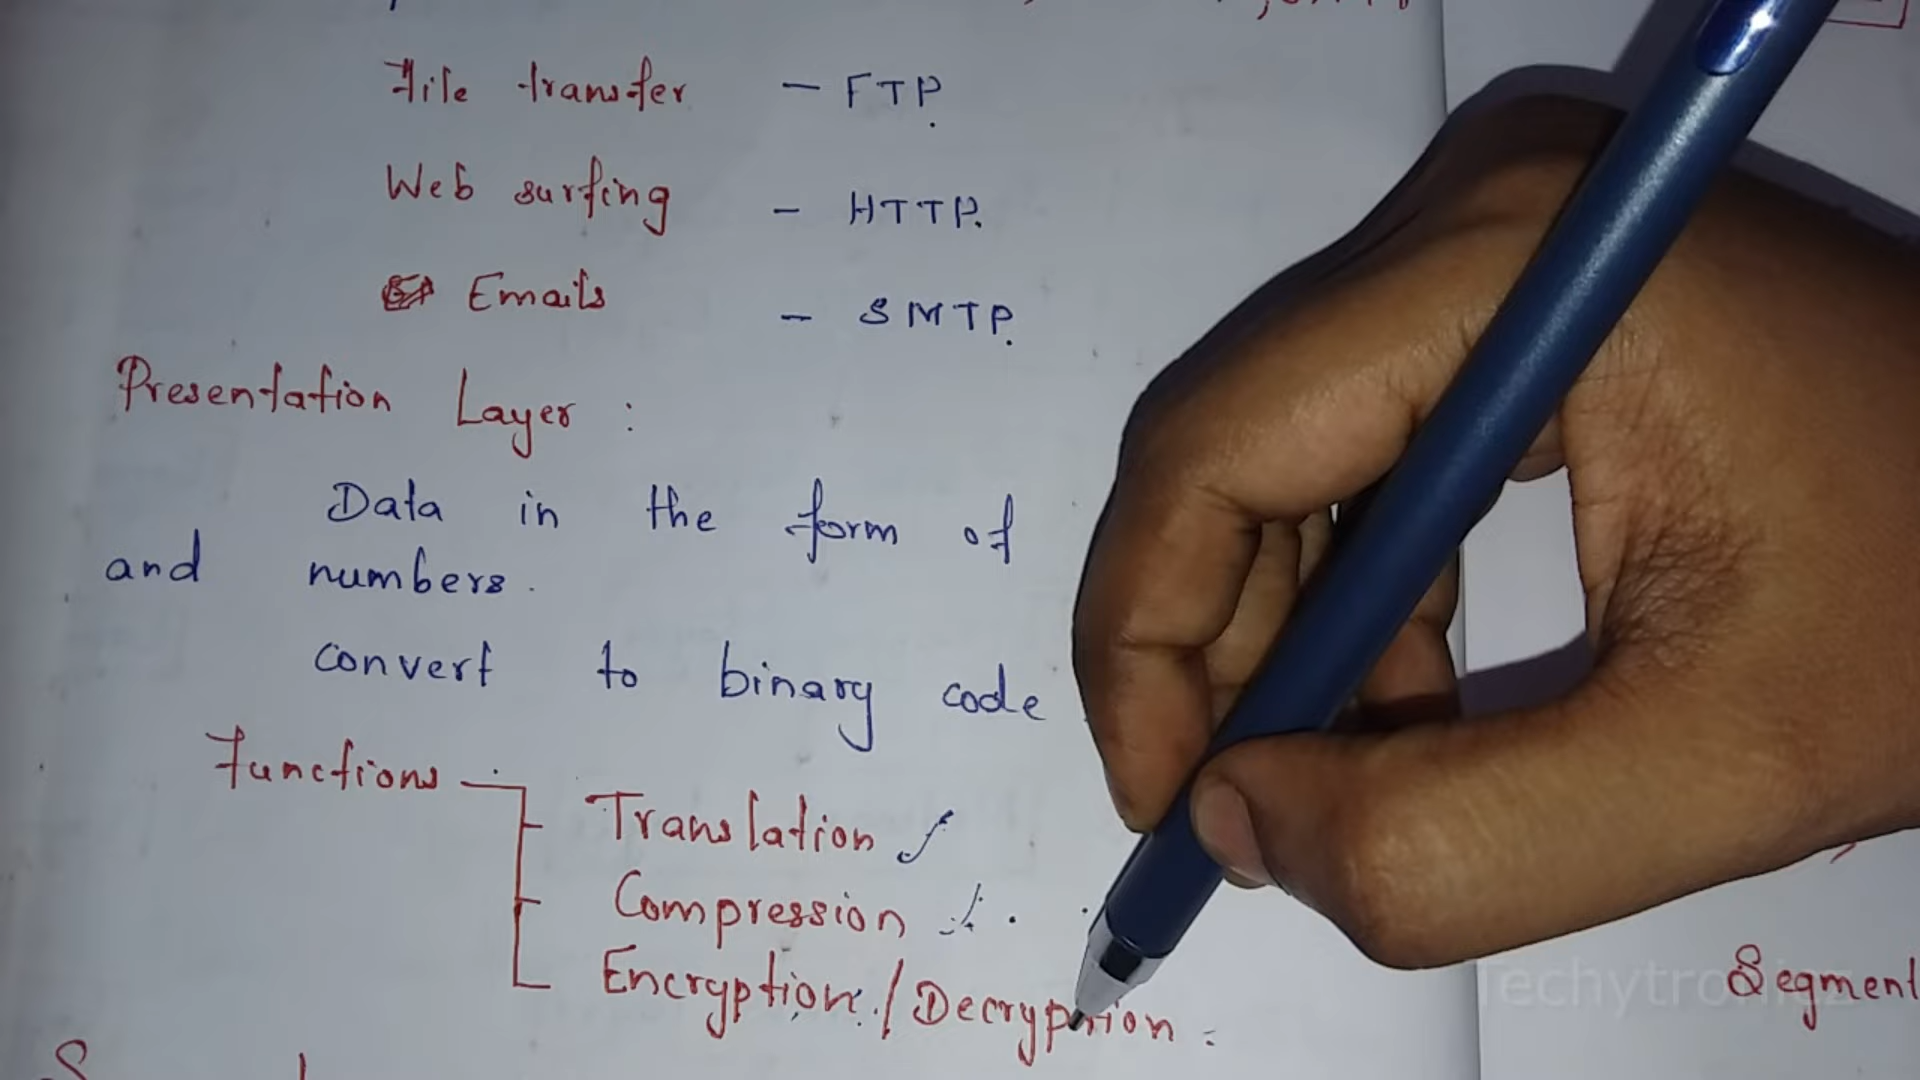 File transfer - FTP.
Web surfing - HTTP.
Emails - SMTP.
Presentation Layer :
Data in the form of
and numbers.
convert to binary code
Functions
Translation
Compression
Encryption / Decryption
Segment
Techytronicz